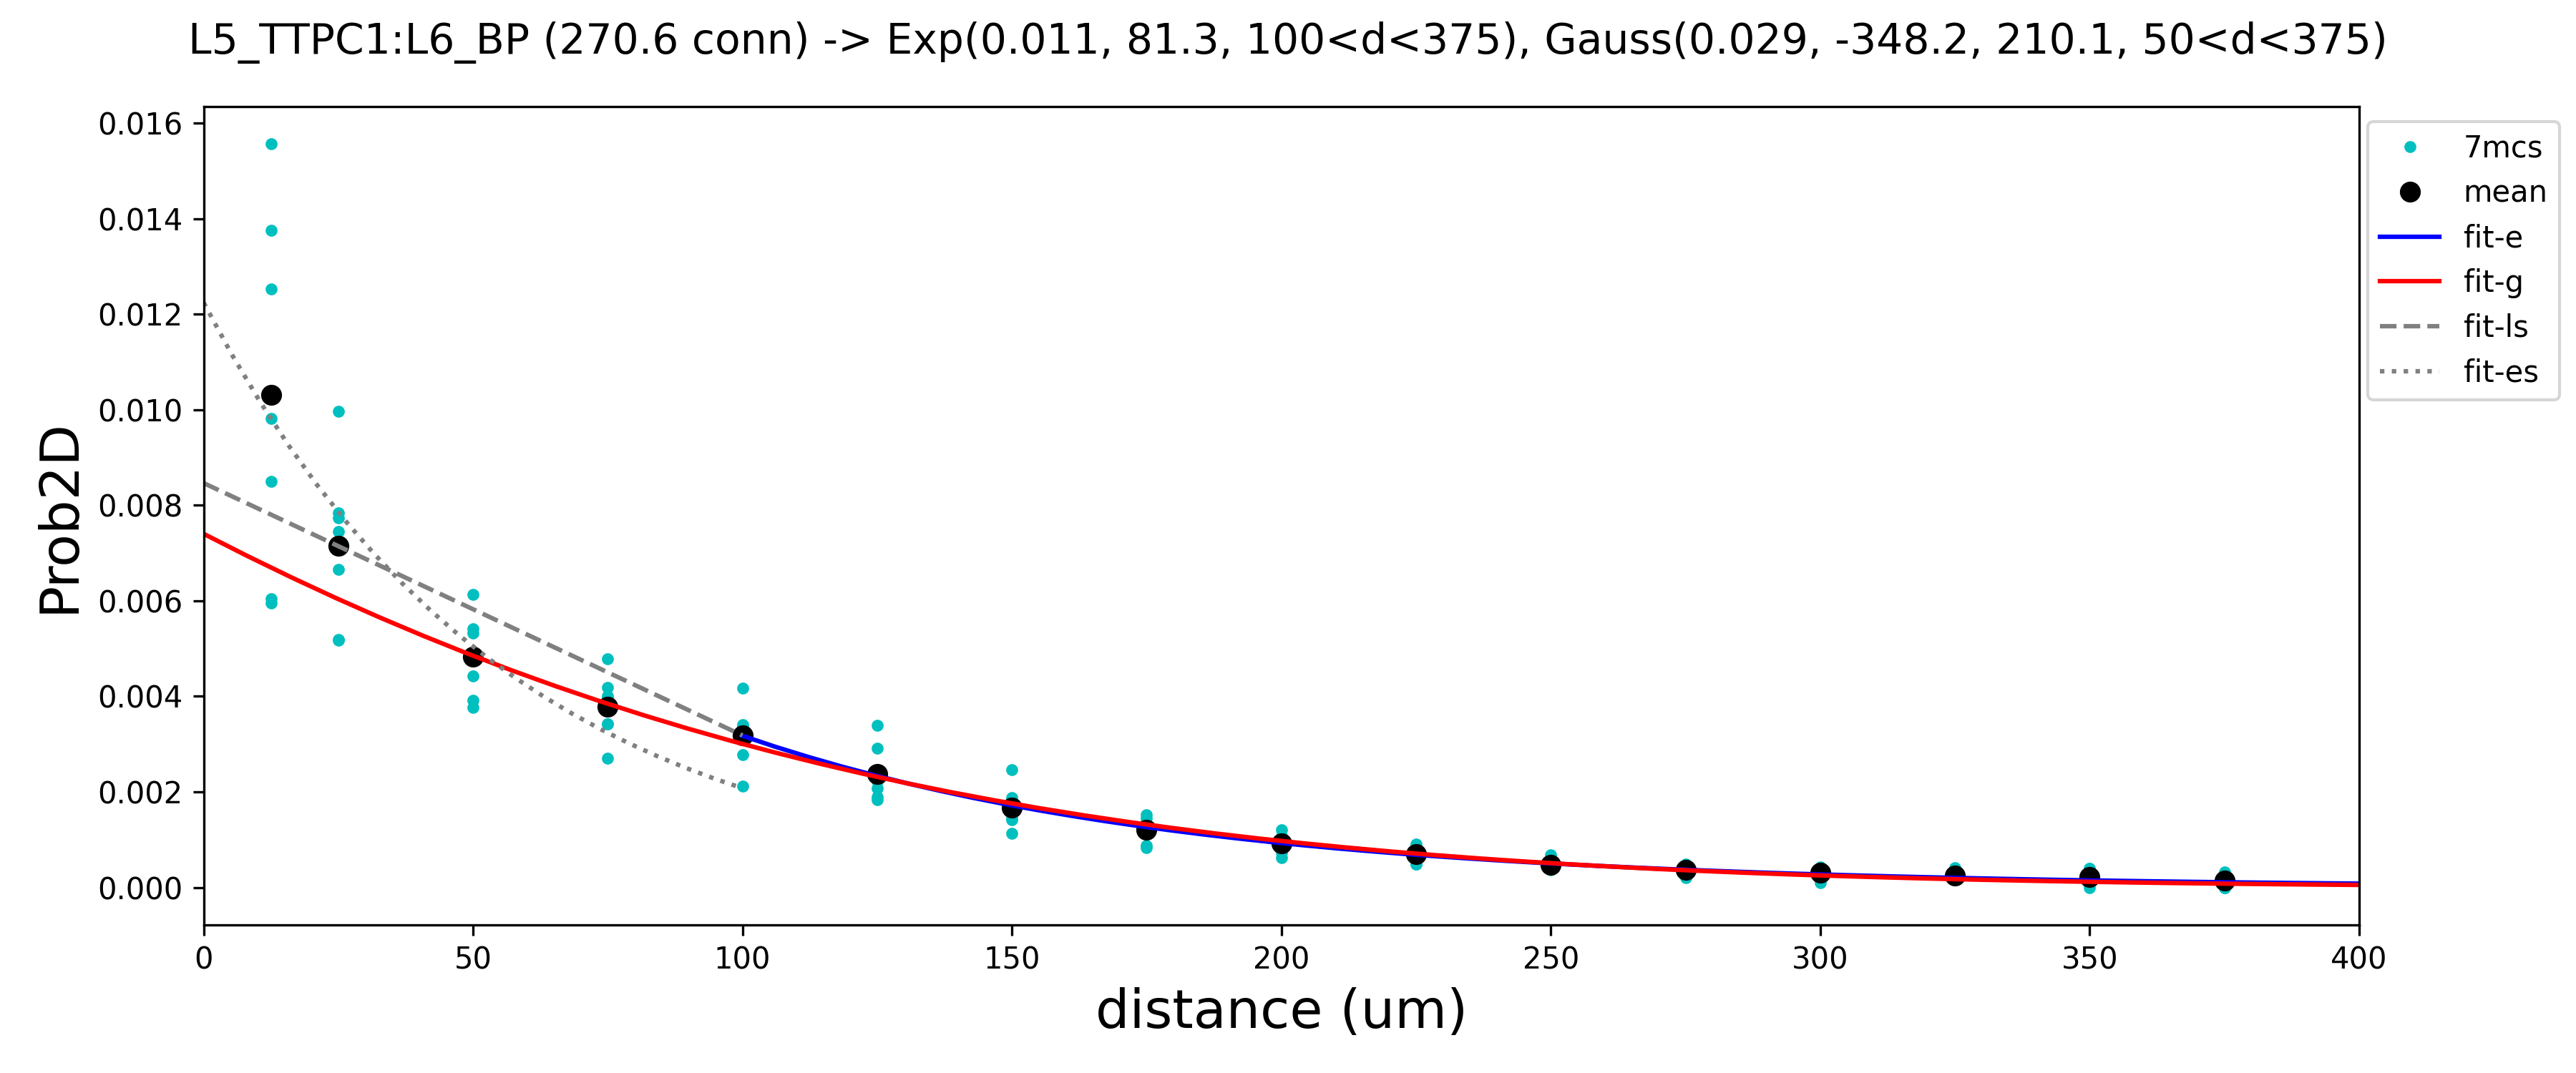 L5_TTPC1:L6_BP (270.6 conn) -> Exp(0.011, 81.3, 100<d<375), Gauss(0.029, -348.2, 210.1, 50<d<375)
0.016
0.014
0.012
0.010
0.008
0.006
0.004
0.002
0.000
Prob2D
0 50 100 150 200 250 300 350 400
distance (um)
7mcs
mean
fit-e
fit-g
fit-ls
fit-es